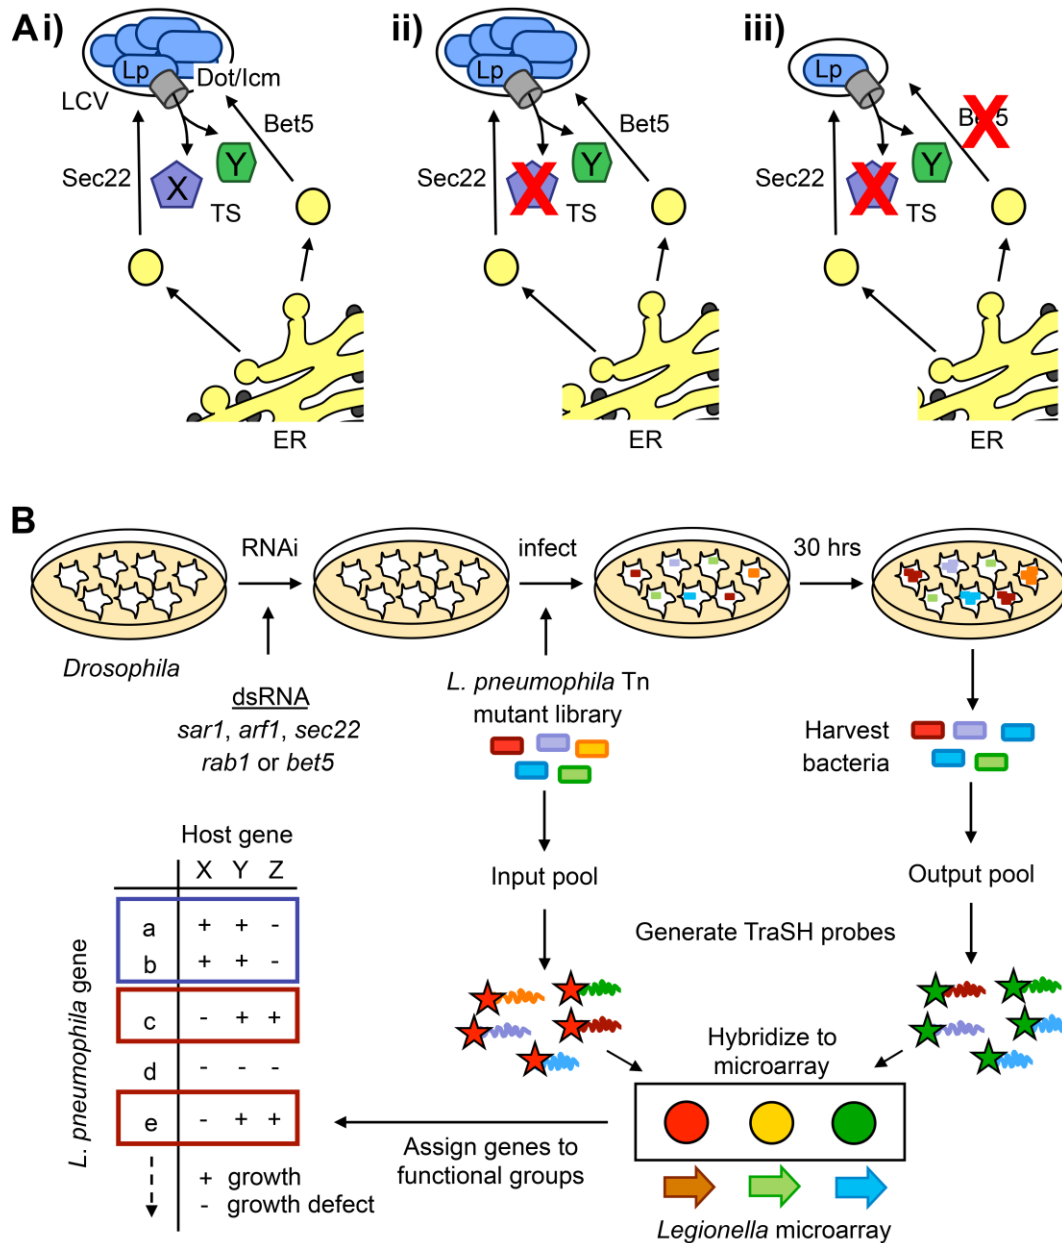 A i)
Lp
Dot/Icm
LCV
Bet5
Sec22
X
Y
TS
ER
ii)
Lp
Bet5
Sec22
Y
TS
ER
iii)
Lp
Bet5
Sec22
Y
TS
ER
B
RNAi
infect
30 hrs
Drosophila
dsRNA
sar1, arf1, sec22
rab1 or bet5
L. pneumophila Tn
mutant library
Harvest
bacteria
Input pool
Output pool
Generate TraSH probes
Hybridize to
microarray
Legionella microarray
Assign genes to
functional groups
Host gene
X Y Z
L. pneumophila gene
a + + -
b + + -
c - + +
d - - -
e - + +
+ growth
- growth defect